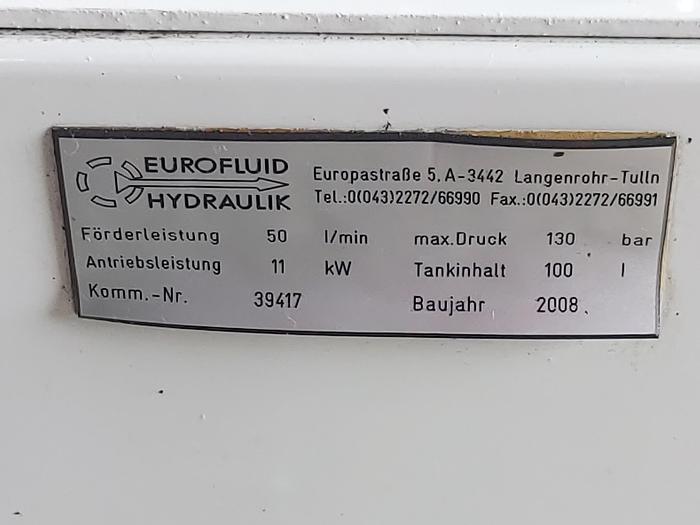 EUROFLUID
HYDRAULIK
Europastraße 5. A-3442 Langenrohr-Tulln
Tel.:0(043)2272/66990 Fax.:0(043)2272/66991
Förderleistung 50 l/min max.Druck 130 bar
Antriebsleistung 11 kW Tankinhalt 100 l
Komm.-Nr. 39417 Baujahr 2008